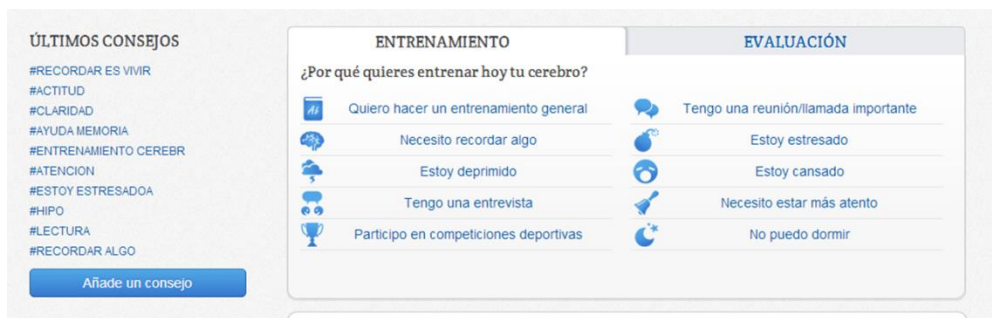 ÚLTIMOS CONSEJOS
#RECORDAR ES VIVIR
#ACTITUD
#CLARIDAD
#AYUDA MEMORIA
#ENTRENAMIENTO CEREBR
#ATENCION
#ESTOY ESTRESADOA
#HIPO
#LECTURA
#RECORDAR ALGO
Añade un consejo
ENTRENAMIENTO
EVALUACIÓN
¿Por qué quieres entrenar hoy tu cerebro?
Quiero hacer un entrenamiento general
Necesito recordar algo
Estoy deprimido
Tengo una entrevista
Participo en competiciones deportivas
Tengo una reunión/llamada importante
Estoy estresado
Estoy cansado
Necesito estar más atento
No puedo dormir